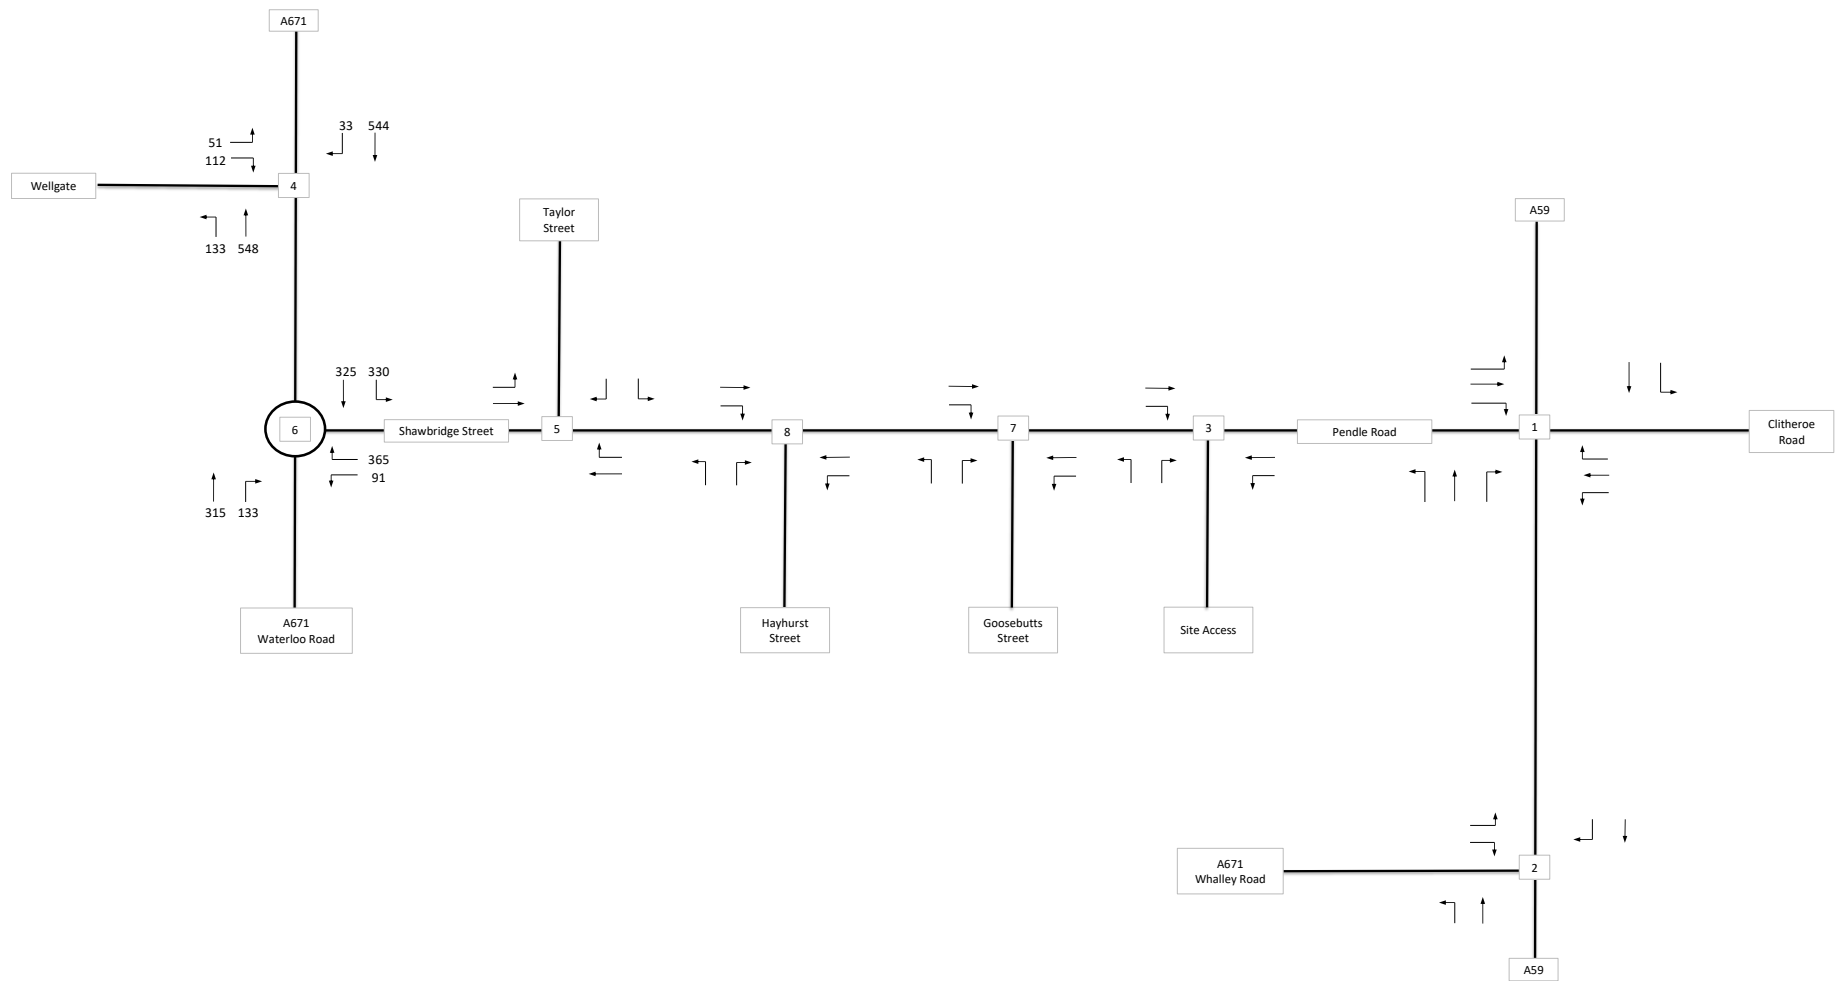 A671
33 544
51
112
Wellgate
4
133 548
Taylor
Street
A59
325 330
6
Shawbridge Street
5
8
7
3
Pendle Road
1
Clitheroe
Road
365
91
315 133
A671
Waterloo Road
Hayhurst
Street
Goosebutts
Street
Site Access
A671
Whalley Road
2
A59